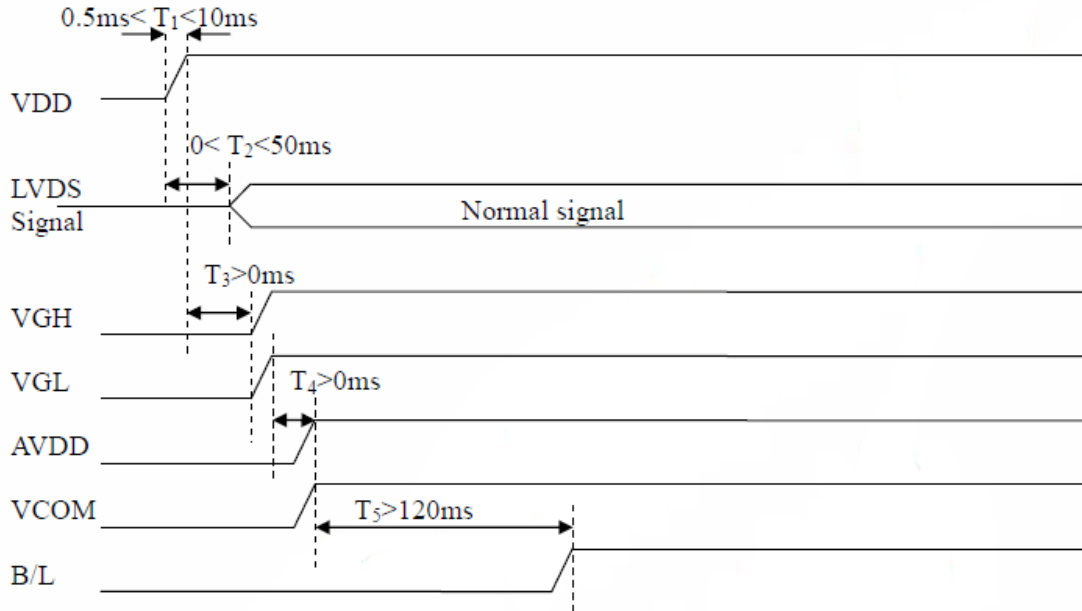 0.5ms< T₁<10ms
VDD
0< T₂<50ms
LVDS
Signal
Normal signal
T₃>0ms
VGH
VGL
T₄>0ms
AVDD
VCOM
T₅>120ms
B/L